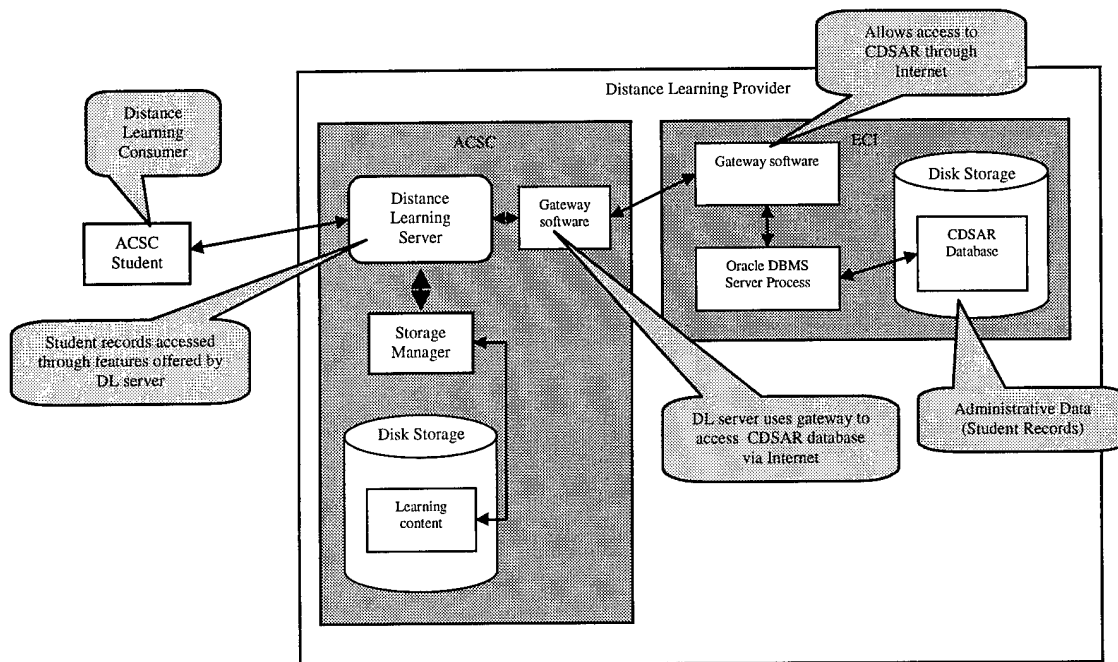 Allows access to
CDSAR through
Internet
Distance Learning Provider
Distance
Learning
Consumer
ACSC
ECI
Gateway software
Disk Storage
Distance
Learning
Server
Gateway
software
ACSC
Student
CDSAR
Database
Oracle DBMS
Server Process
Student records accessed
through features offered by
DL server
Storage
Manager
Administrative Data
(Student Records)
DL server uses gateway to
access CDSAR database
via Internet
Disk Storage
Learning
content